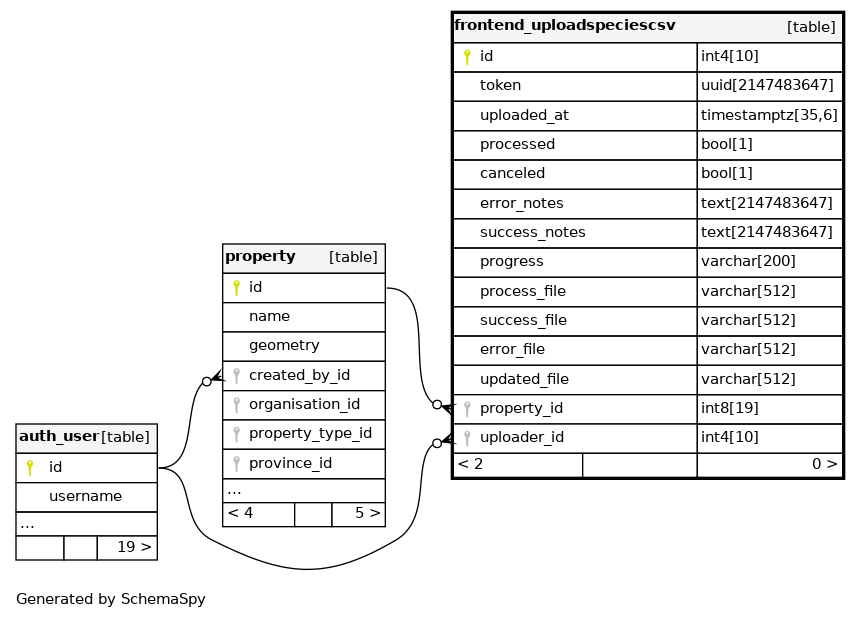 frontend_uploadspeciescsv [table]
id int4[10]
token uuid[2147483647]
uploaded_at timestamptz[35,6]
processed bool[1]
canceled bool[1]
error_notes text[2147483647]
success_notes text[2147483647]
progress varchar[200]
process_file varchar[512]
success_file varchar[512]
error_file varchar[512]
updated_file varchar[512]
property_id int8[19]
uploader_id int4[10]
< 2 0 >
property [table]
id
name
geometry
created_by_id
organisation_id
property_type_id
province_id
...
< 4 5 >
auth_user [table]
id
username
...
19 >
Generated by SchemaSpy